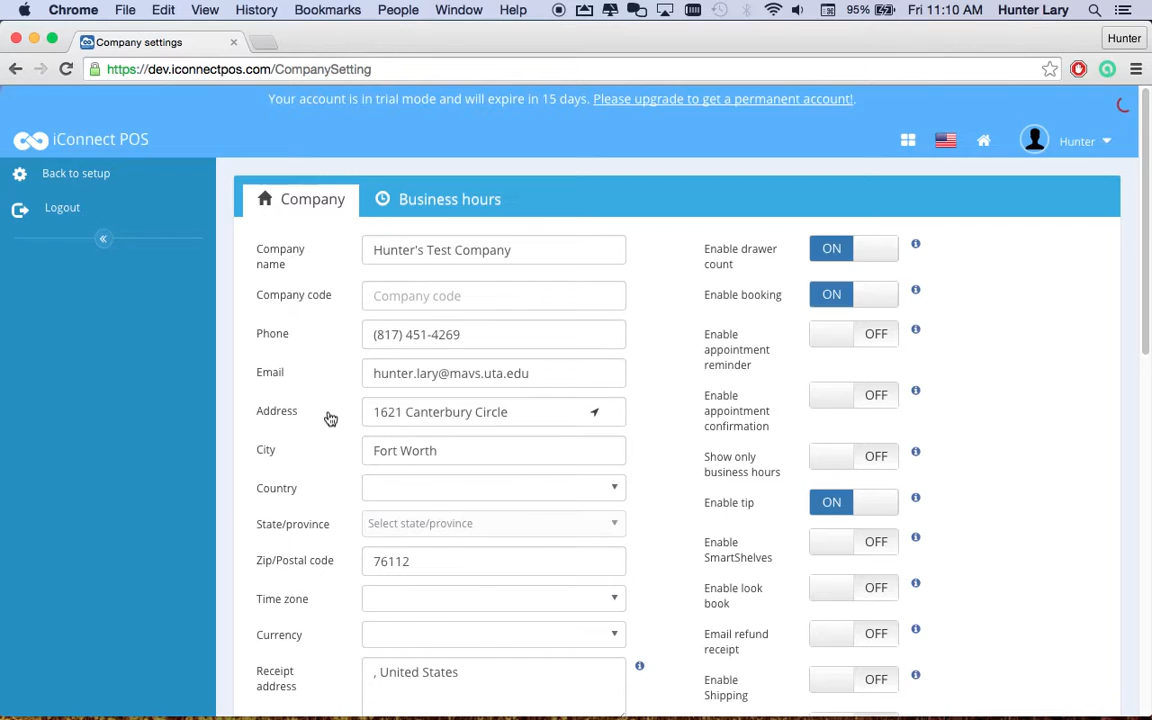 Chrome File Edit View History Bookmarks People Window Help 95% Fri 11:10 AM Hunter Lary
Company settings Hunter
https://dev.iconnectpos.com/CompanySetting
Your account is in trial mode and will expire in 15 days. Please upgrade to get a permanent account!.
iConnect POS Hunter
Back to setup
Logout
Company Business hours
Company name Hunter's Test Company
Company code Company code
Phone (817) 451-4269
Email hunter.lary@mavs.uta.edu
Address 1621 Canterbury Circle
City Fort Worth
Country
State/province Select state/province
Zip/Postal code 76112
Time zone
Currency
Receipt address , United States
Enable drawer count ON
Enable booking ON
Enable appointment reminder OFF
Enable appointment confirmation OFF
Show only business hours OFF
Enable tip ON
Enable SmartShelves OFF
Enable look book OFF
Email refund receipt OFF
Enable Shipping OFF